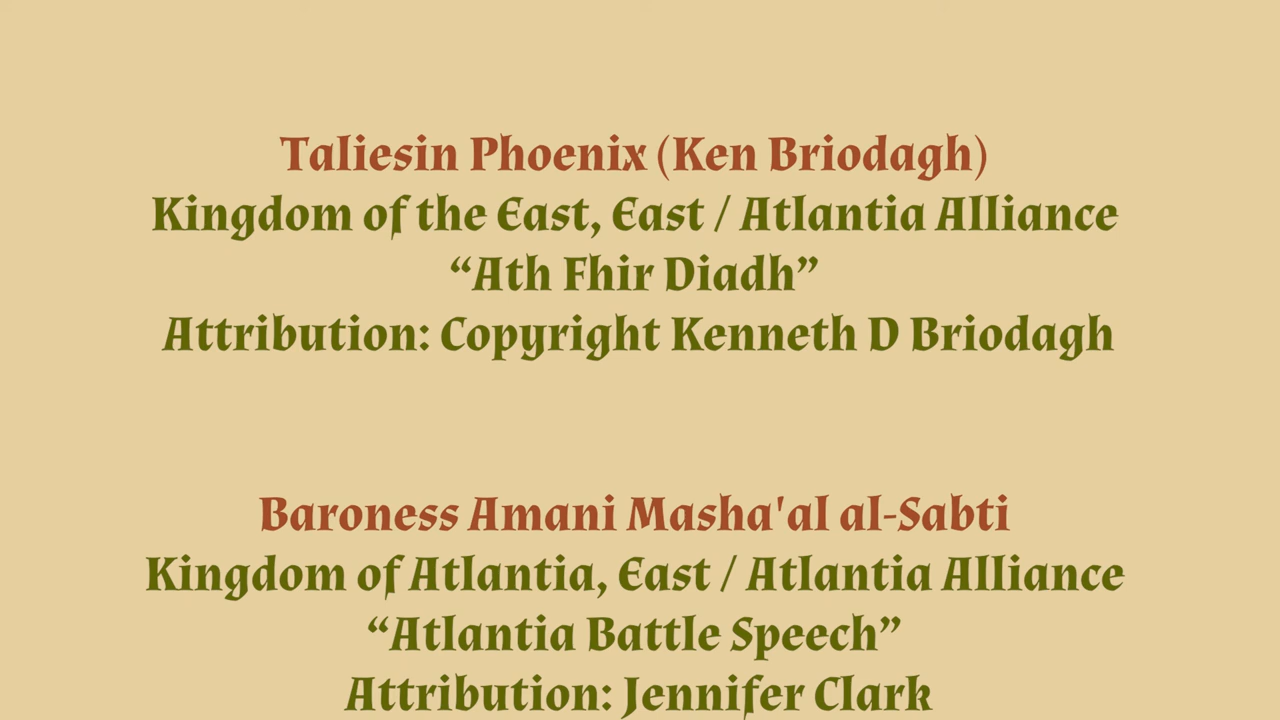 Taliesin Phoenix (Ken Briodagh)
Kingdom of the East, East / Atlantia Alliance
“Ath Fhir Diadh”
Attribution: Copyright Kenneth D Briodagh
Baroness Amani Masha'al al-Sabti
Kingdom of Atlantia, East / Atlantia Alliance
“Atlantia Battle Speech”
Attribution: Jennifer Clark